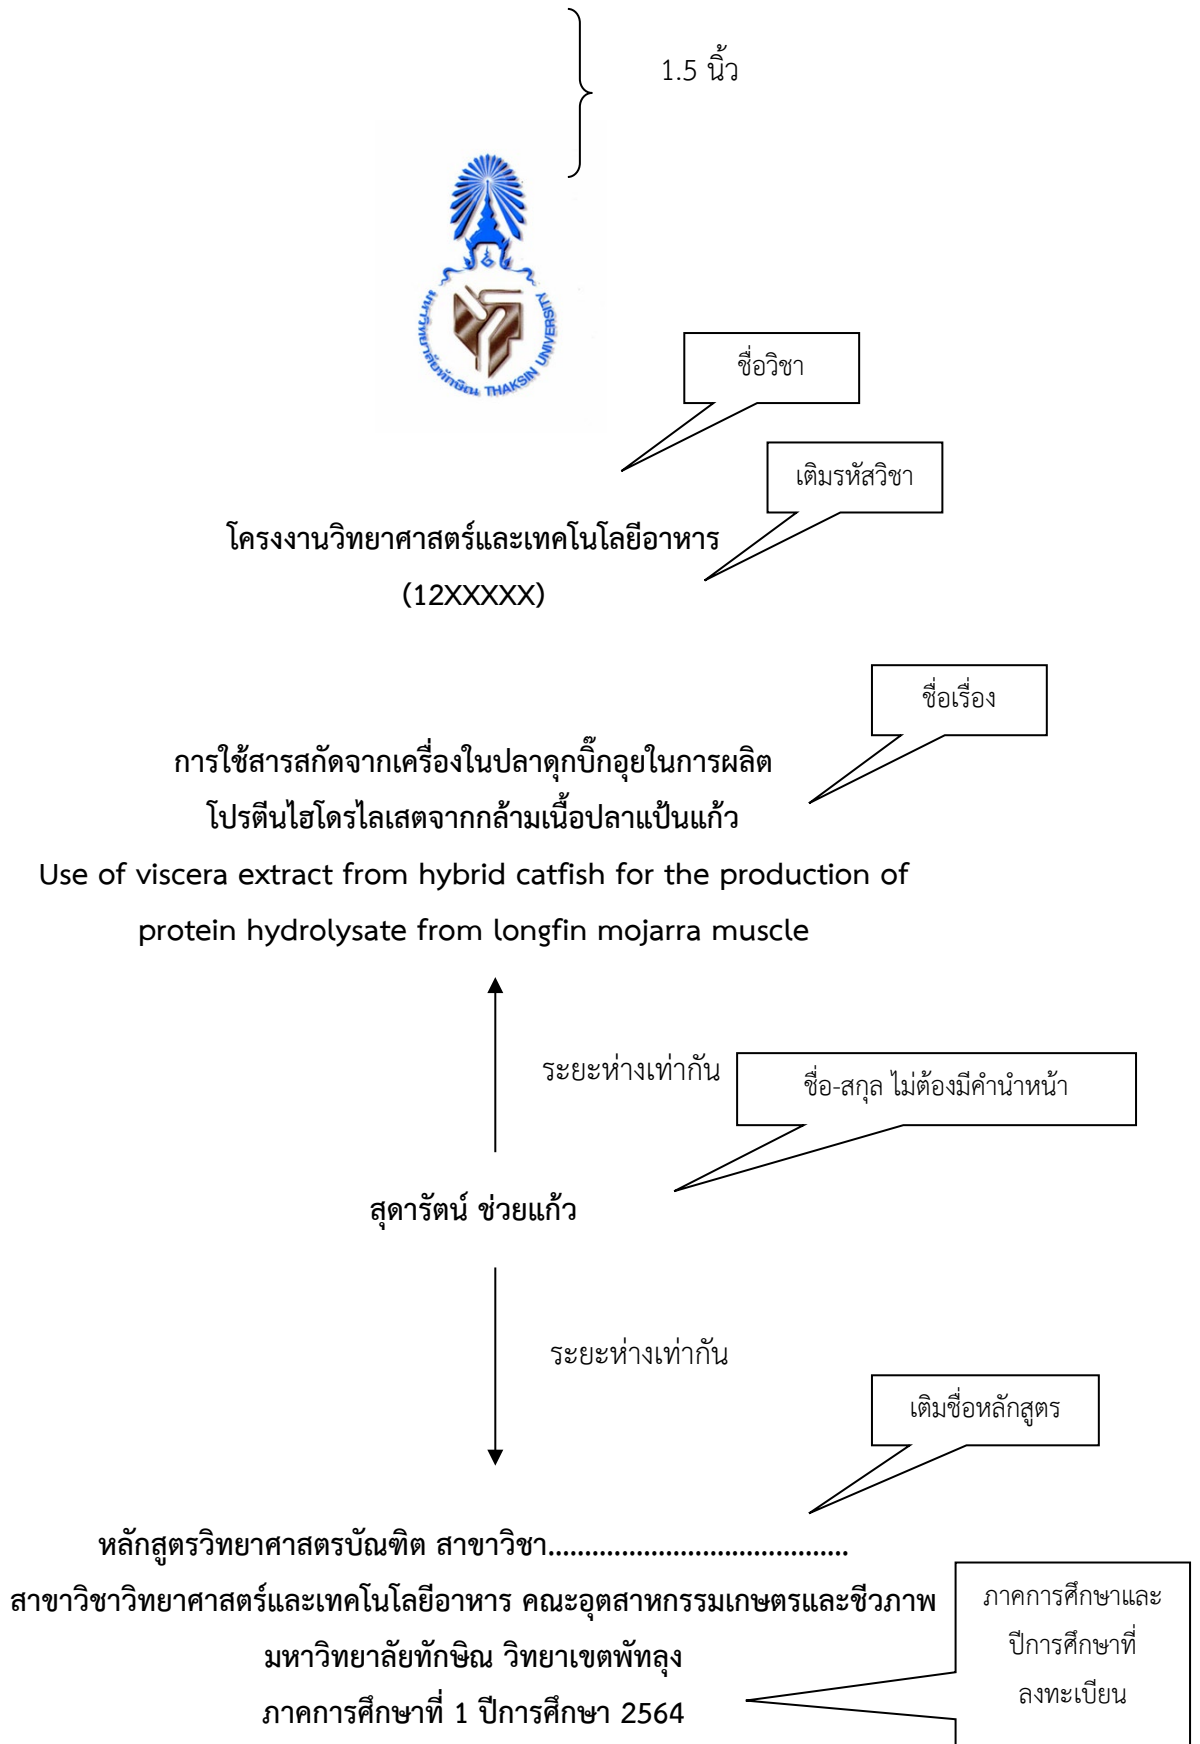 1.5 นิ้ว
มหาวิทยาลัยทักษิณ THAKSIN UNIVERSITY
ชื่อวิชา
เติมรหัสวิชา
โครงงานวิทยาศาสตร์และเทคโนโลยีอาหาร
(12XXXXX)
ชื่อเรื่อง
การใช้สารสกัดจากเครื่องในปลาดุกบิ๊กอุยในการผลิต
โปรตีนไฮโดรไลเสตจากกล้ามเนื้อปลาแป้นแก้ว
Use of viscera extract from hybrid catfish for the production of
protein hydrolysate from longfin mojarra muscle
ระยะห่างเท่ากัน
ชื่อ-สกุล ไม่ต้องมีคำนำหน้า
สุดารัตน์ ช่วยแก้ว
ระยะห่างเท่ากัน
เติมชื่อหลักสูตร
หลักสูตรวิทยาศาสตรบัณฑิต สาขาวิชา.........................................
สาขาวิชาวิทยาศาสตร์และเทคโนโลยีอาหาร คณะอุตสาหกรรมเกษตรและชีวภาพ
มหาวิทยาลัยทักษิณ วิทยาเขตพัทลุง
ภาคการศึกษาที่ 1 ปีการศึกษา 2564
ภาคการศึกษาและ
ปีการศึกษาที่
ลงทะเบียน